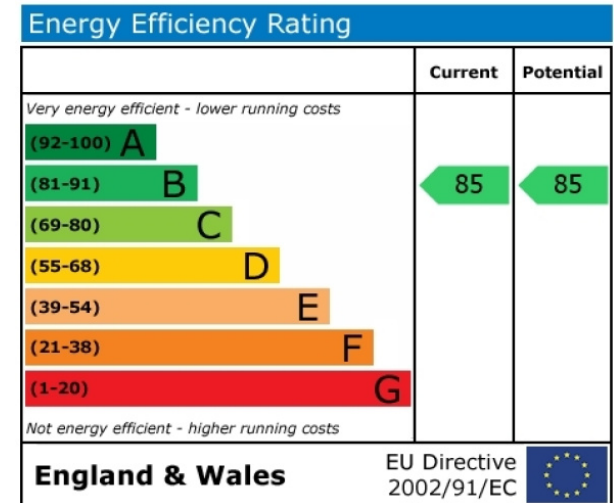 Energy Efficiency Rating
Current Potential
Very energy efficient - lower running costs
(92-100) A
(81-91) B 85 85
(69-80) C
(55-68) D
(39-54) E
(21-38) F
(1-20) G
Not energy efficient - higher running costs
England & Wales EU Directive
2002/91/EC